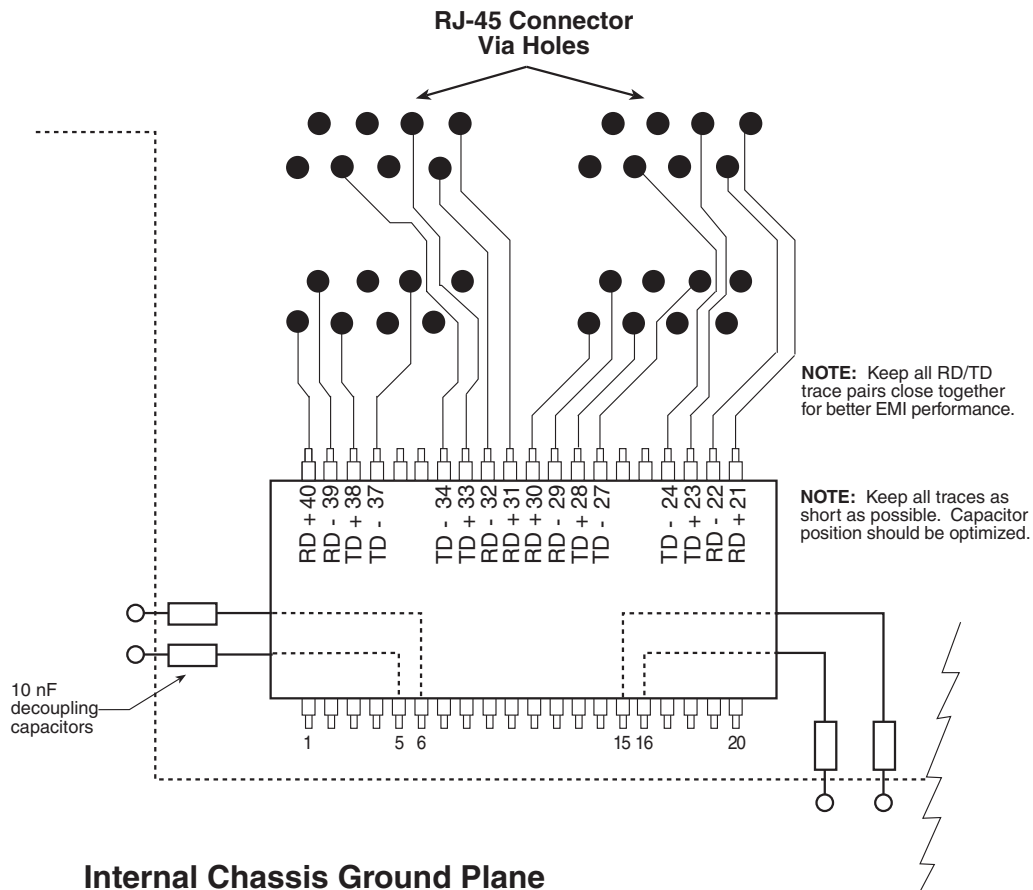 RJ-45 Connector
Via Holes
NOTE: Keep all RD/TD
trace pairs close together
for better EMI performance.
RD + 40
RD - 39
TD + 38
TD - 37
TD - 34
TD + 33
RD - 32
RD + 31
RD + 30
RD - 29
TD + 28
TD - 27
TD - 24
TD + 23
RD - 22
RD + 21
NOTE: Keep all traces as
short as possible. Capacitor
position should be optimized.
10 nF
decoupling
capacitors
1 5 6 15 16 20
Internal Chassis Ground Plane